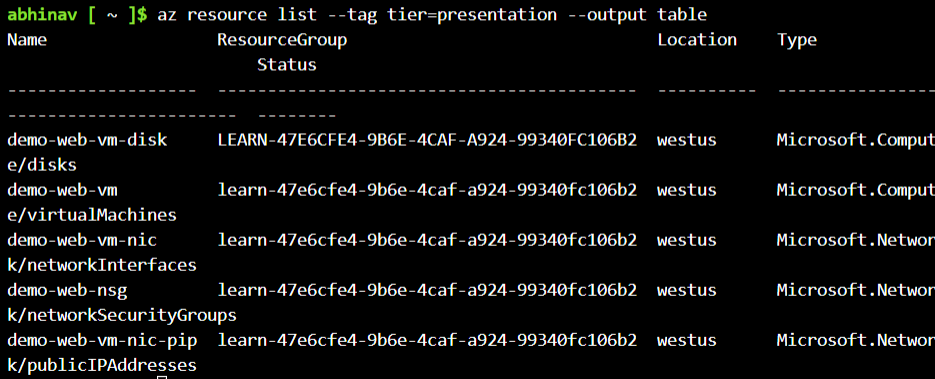 abhinav [ ~ ]$ az resource list --tag tier=presentation --output table
Name                 ResourceGroup                               Location    Type
                         Status
-------------------  ------------------------------------------  ----------  ----------------
-----------------------  --------
demo-web-vm-disk     LEARN-47E6CFE4-9B6E-4CAF-A924-99340FC106B2  westus      Microsoft.Comput
e/disks
demo-web-vm          learn-47e6cfe4-9b6e-4caf-a924-99340fc106b2  westus      Microsoft.Comput
e/virtualMachines
demo-web-vm-nic      learn-47e6cfe4-9b6e-4caf-a924-99340fc106b2  westus      Microsoft.Networ
k/networkInterfaces
demo-web-nsg         learn-47e6cfe4-9b6e-4caf-a924-99340fc106b2  westus      Microsoft.Networ
k/networkSecurityGroups
demo-web-vm-nic-pip  learn-47e6cfe4-9b6e-4caf-a924-99340fc106b2  westus      Microsoft.Networ
k/publicIPAddresses